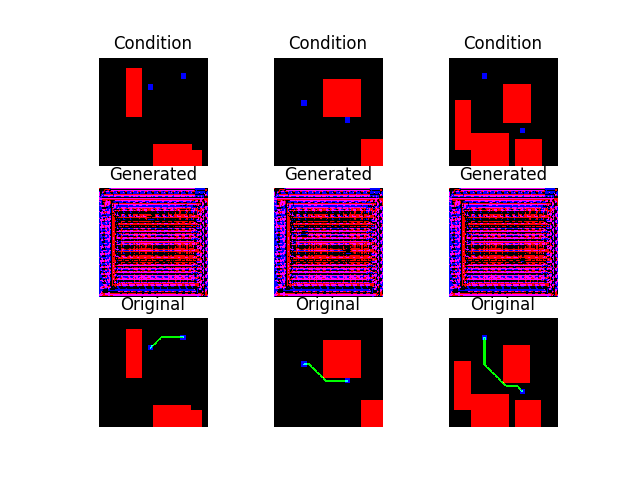 Condition Condition Condition
Generated Generated Generated
Original Original Original